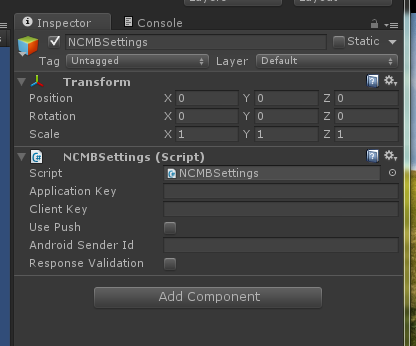 Layers
Layout
Inspector Console
NCMBSettings Static
Tag Untagged Layer Default
Transform
Position X 0 Y 0 Z 0
Rotation X 0 Y 0 Z 0
Scale X 1 Y 1 Z 1
NCMBSettings (Script)
Script NCMBSettings
Application Key
Client Key
Use Push
Android Sender Id
Response Validation
Add Component